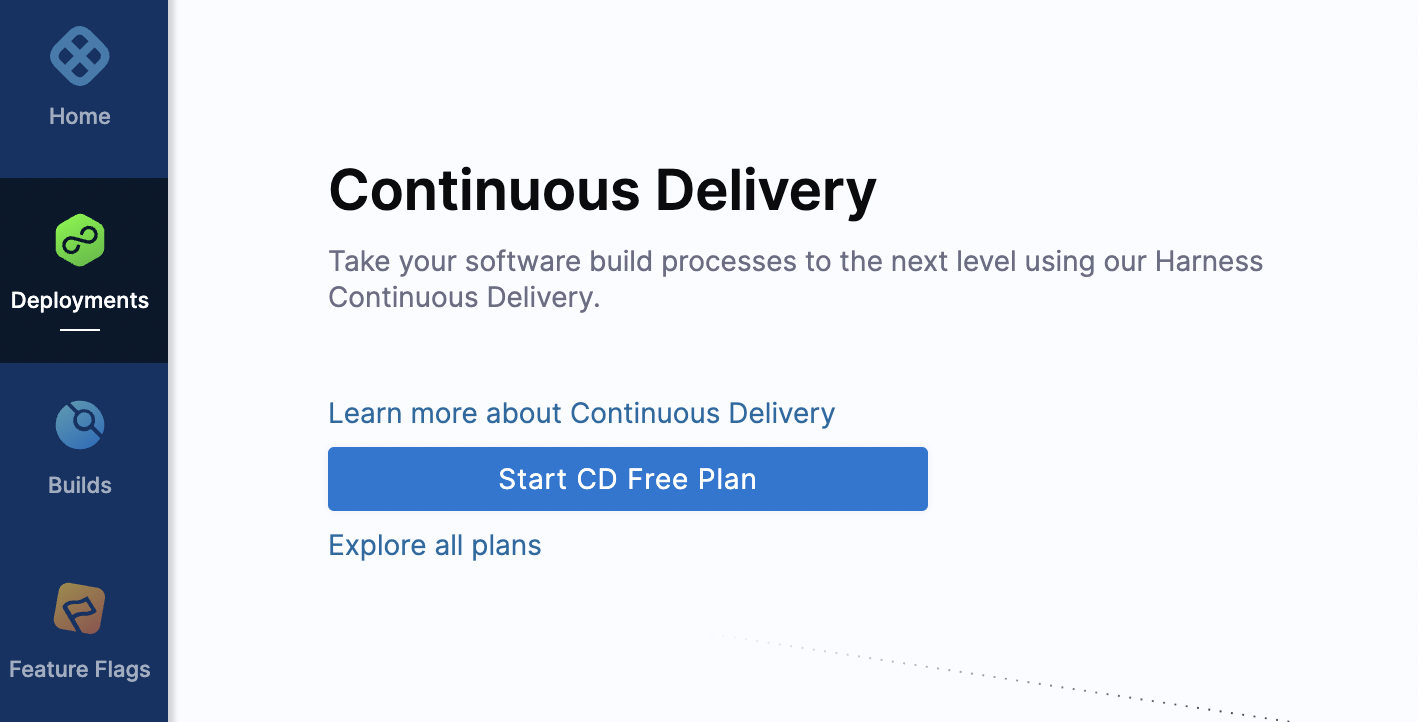 Home
Deployments
Builds
Feature Flags
Continuous Delivery
Take your software build processes to the next level using our Harness
Continuous Delivery.
Learn more about Continuous Delivery
Start CD Free Plan
Explore all plans